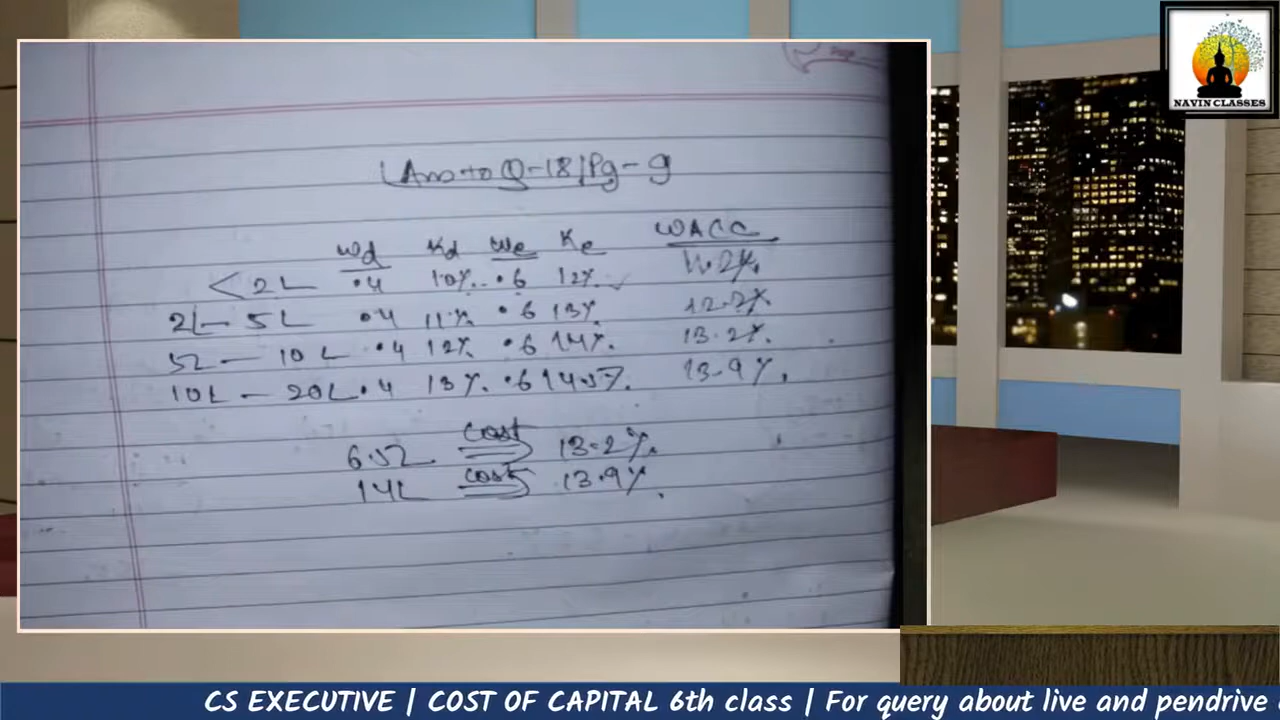 NAVIN CLASSES
Ans to Q-18|Pg-9
Wd Kd We Ke WACC
<2L .4 10% .6 12% 11.2%
2L-5L .4 11% .6 13% 12.2%
5L-10L .4 12% .6 14% 13.2%
10L-20L .4 13% .6 14.5% 13.9%
6.5L cost 13.2%
14L cost 13.9%
CS EXECUTIVE | COST OF CAPITAL 6th class | For query about live and pendrive